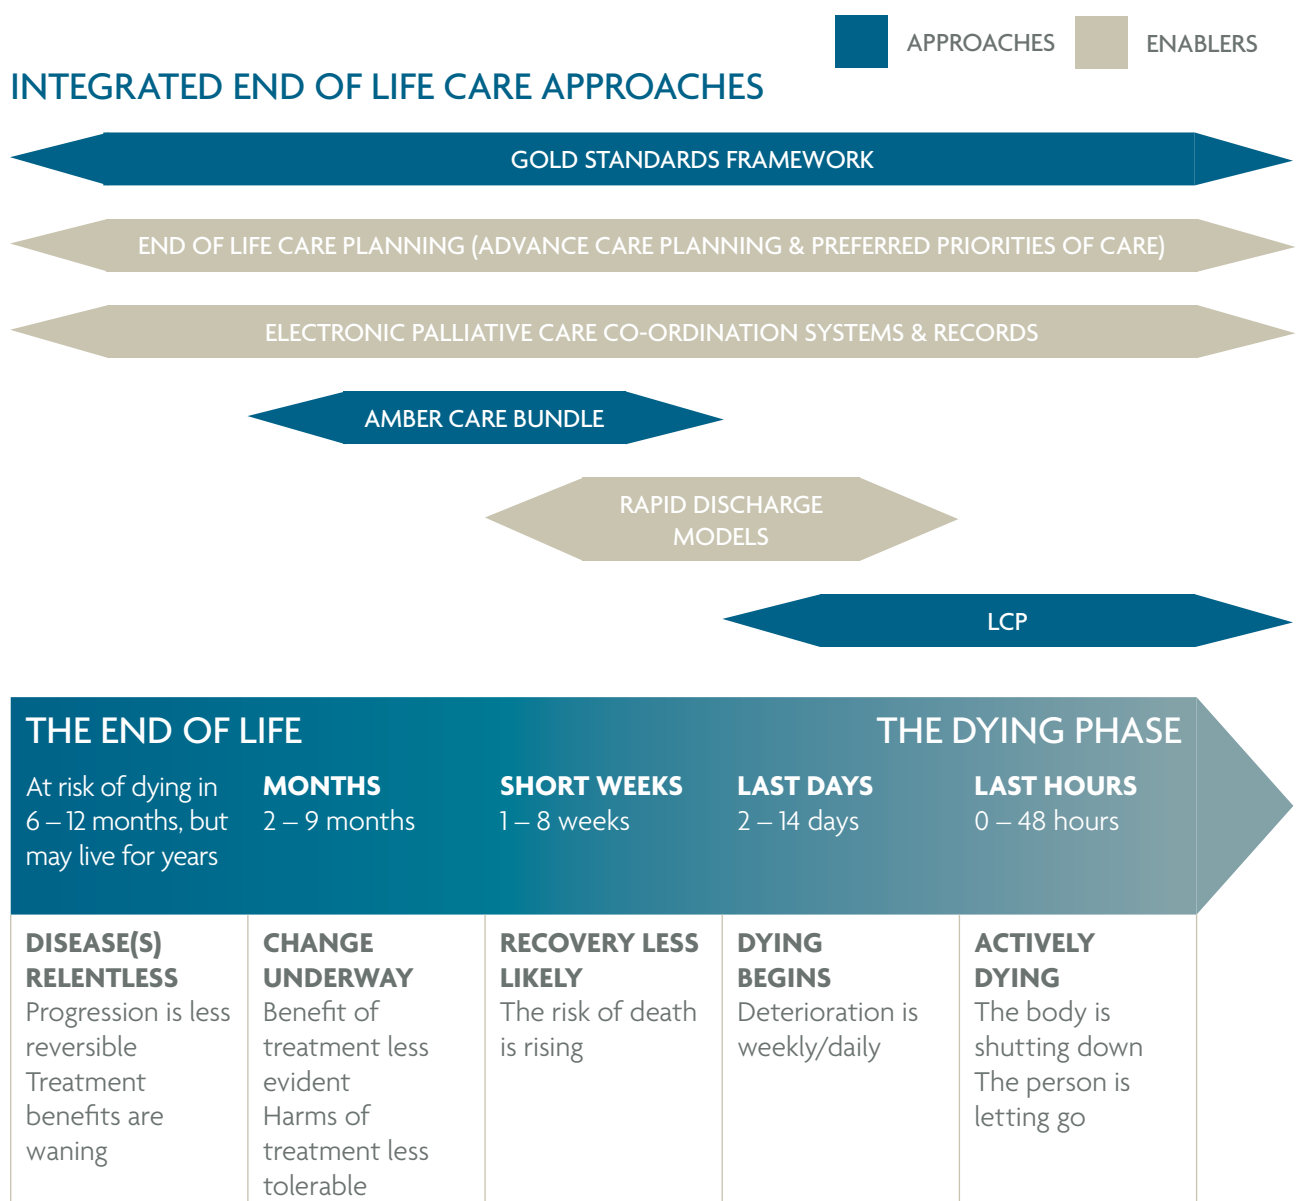 APPROACHES
ENABLERS
INTEGRATED END OF LIFE CARE APPROACHES
GOLD STANDARDS FRAMEWORK
END OF LIFE CARE PLANNING (ADVANCE CARE PLANNING & PREFERRED PRIORITIES OF CARE)
ELECTRONIC PALLIATIVE CARE CO-ORDINATION SYSTEMS & RECORDS
AMBER CARE BUNDLE
RAPID DISCHARGE
MODELS
LCP
THE END OF LIFE
THE DYING PHASE
At risk of dying in
6 – 12 months, but
may live for years
MONTHS
2 – 9 months
SHORT WEEKS
1 – 8 weeks
LAST DAYS
2 – 14 days
LAST HOURS
0 – 48 hours
DISEASE(S)
RELENTLESS
Progression is less
reversible
Treatment
benefits are
waning
CHANGE
UNDERWAY
Benefit of
treatment less
evident
Harms of
treatment less
tolerable
RECOVERY LESS
LIKELY
The risk of death
is rising
DYING
BEGINS
Deterioration is
weekly/daily
ACTIVELY
DYING
The body is
shutting down
The person is
letting go